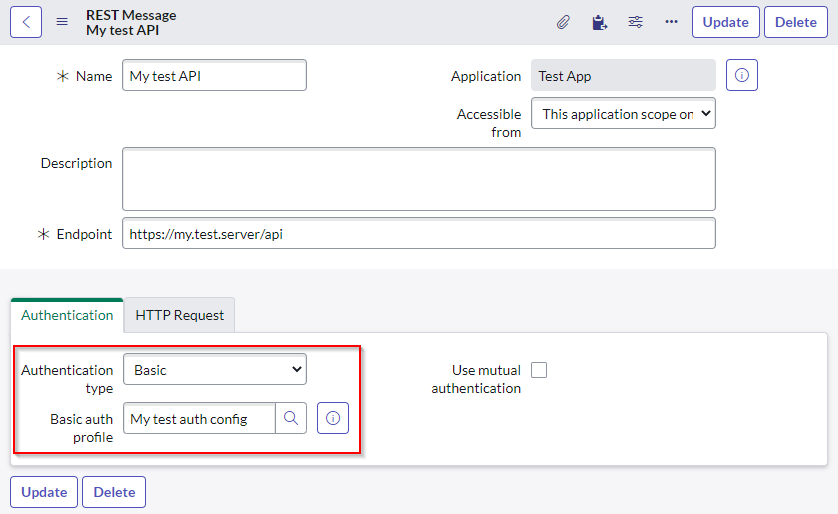 REST Message
My test API
Update
Delete
Name
My test API
Application
Test App
Accessible
from
This application scope on
Description
Endpoint
https://my.test.server/api
Authentication
HTTP Request
Authentication
type
Basic
Use mutual
authentication
Basic auth
profile
My test auth config
Update
Delete